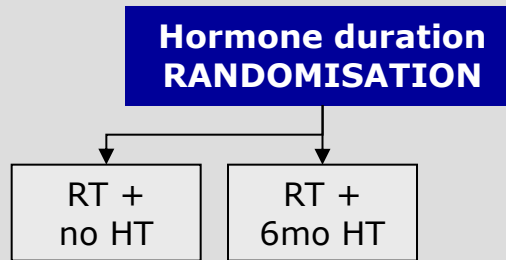 Hormone duration
RANDOMISATION
RT +
no HT
RT +
6mo HT